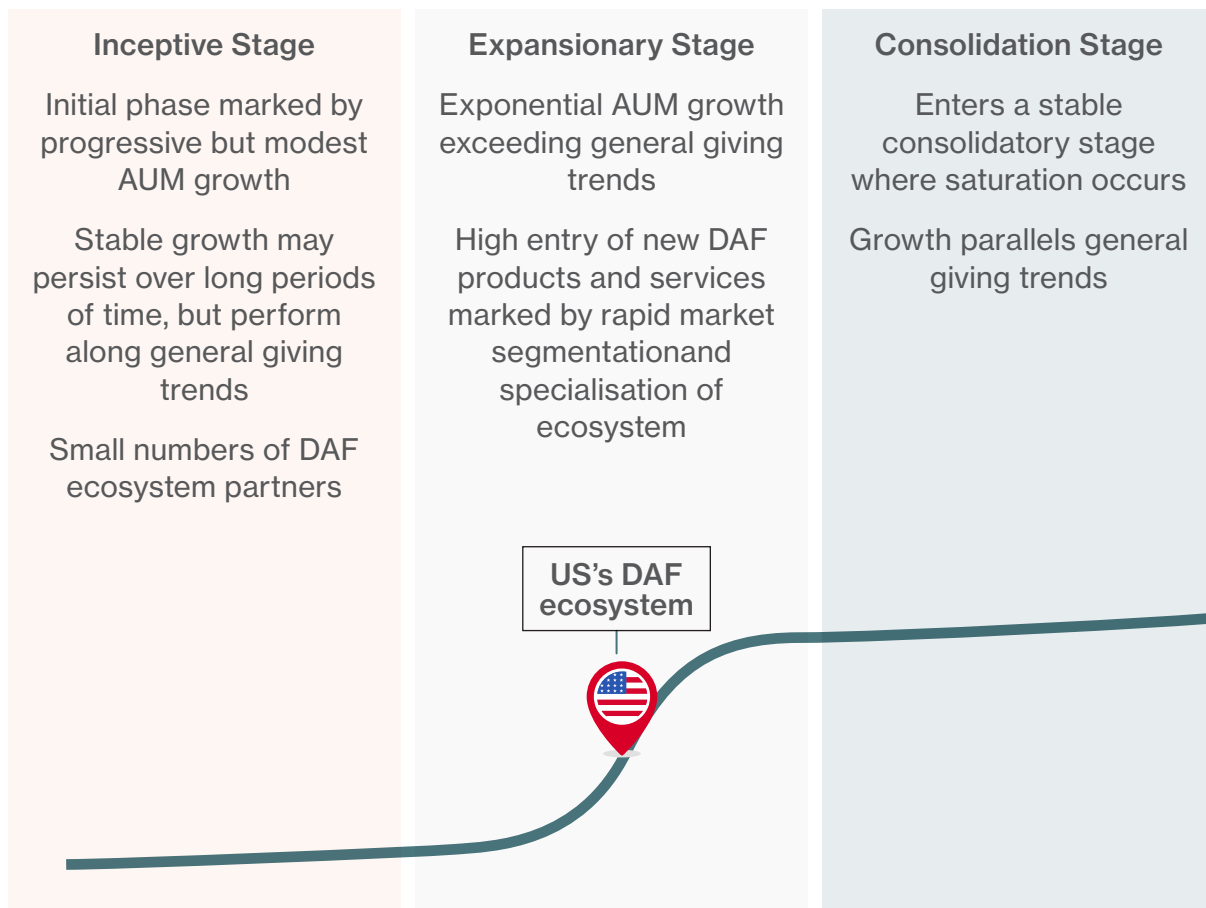 Inceptive Stage
Initial phase marked by
progressive but modest
AUM growth
Stable growth may
persist over long periods
of time, but perform
along general giving
trends
Small numbers of DAF
ecosystem partners
Expansionary Stage
Exponential AUM growth
exceeding general giving
trends
High entry of new DAF
products and services
marked by rapid market
segmentationand
specialisation of
ecosystem
US’s DAF
ecosystem
Consolidation Stage
Enters a stable
consolidatory stage
where saturation occurs
Growth parallels general
giving trends